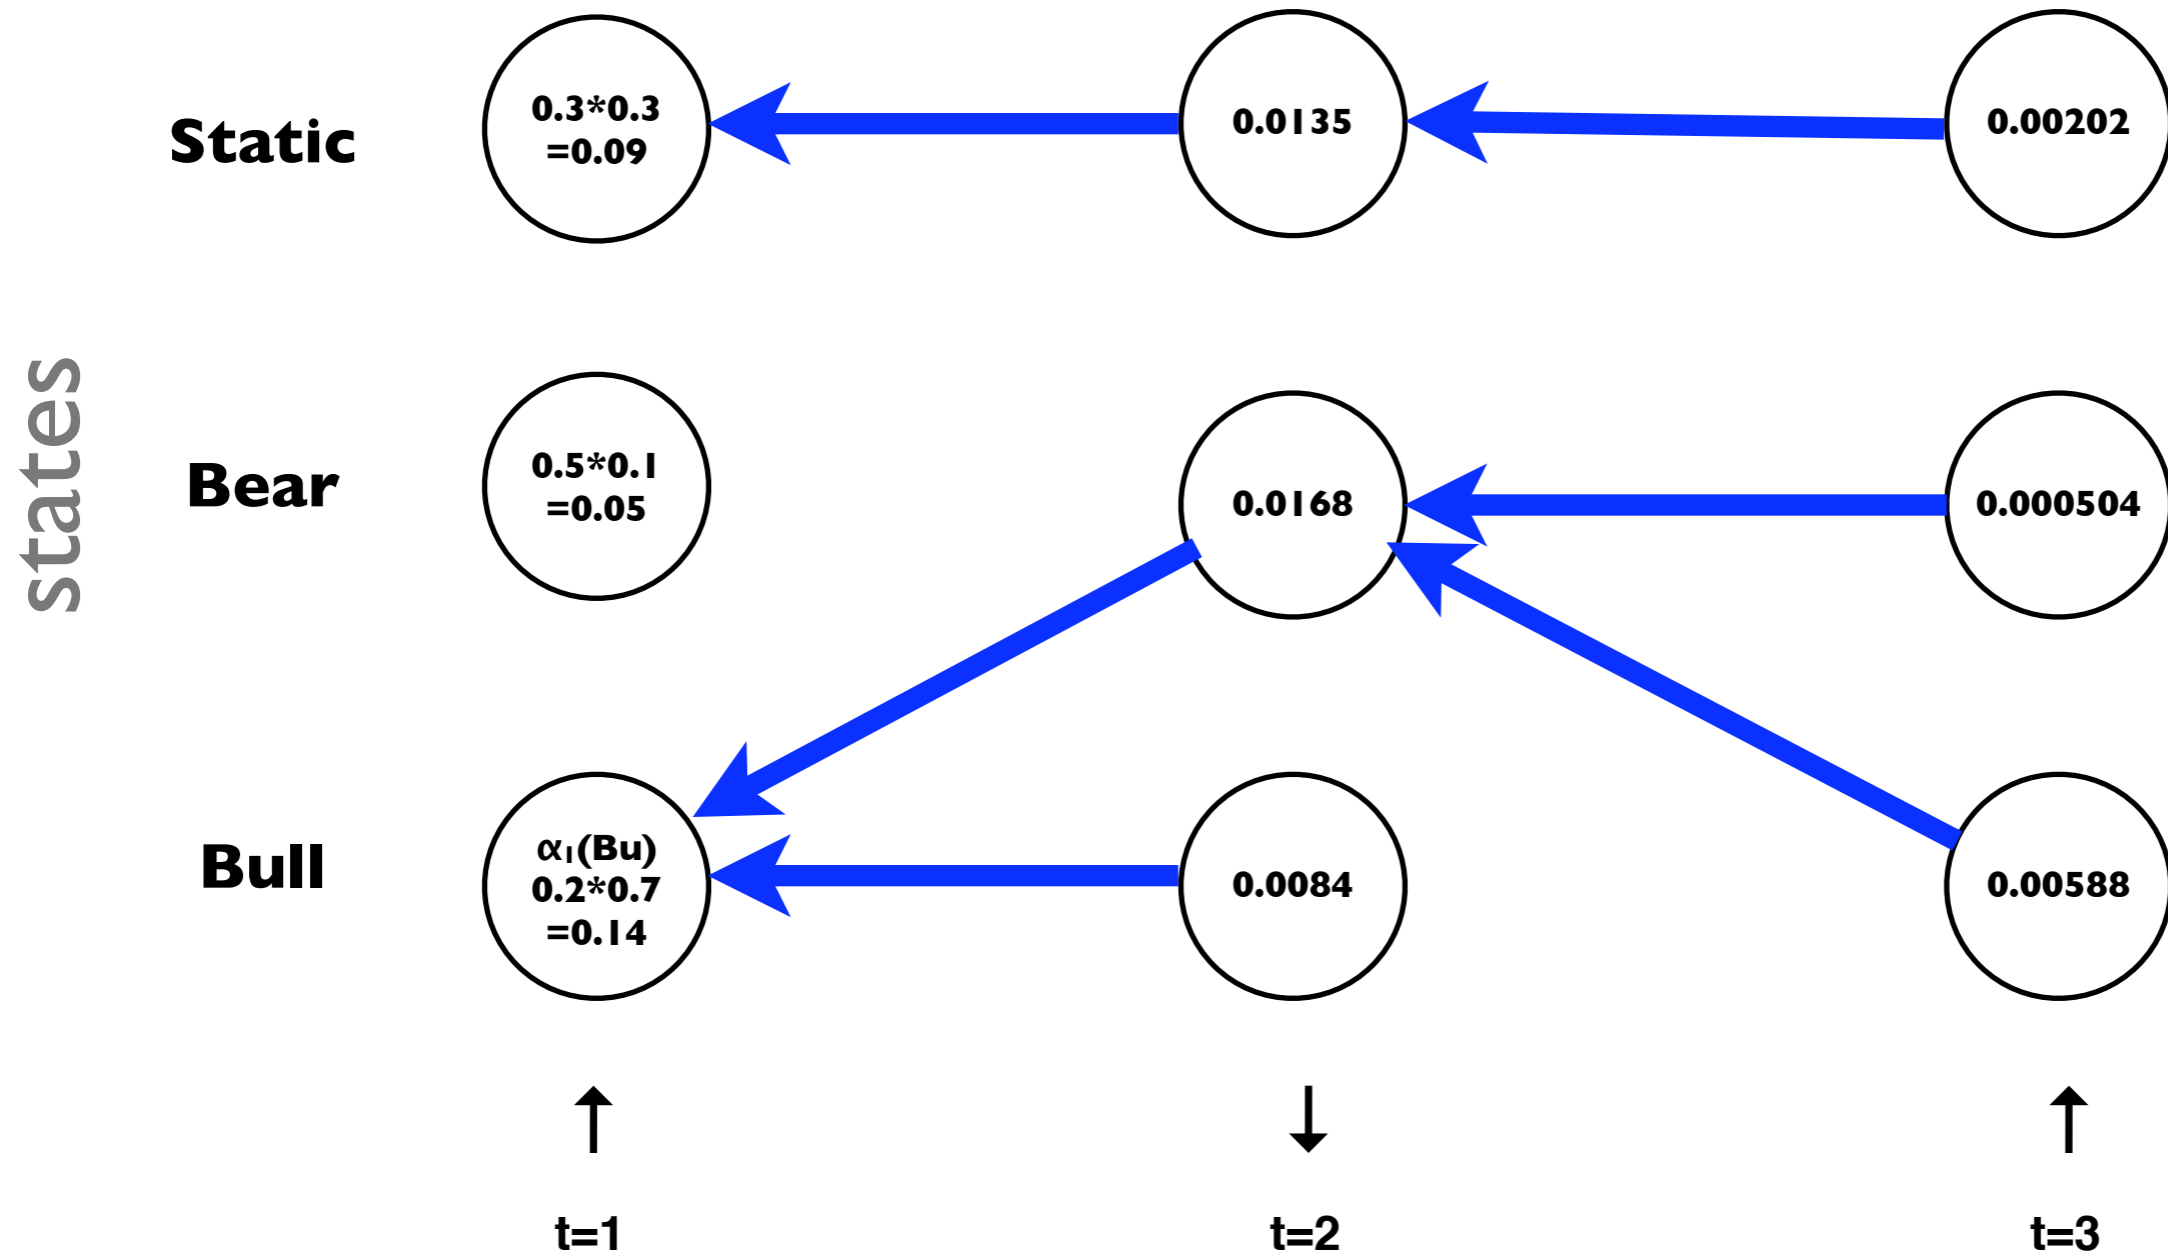 Static
0.3*0.3
=0.09
0.0135
0.00202
states
Bear
0.5*0.1
=0.05
0.0168
0.000504
Bull
α₁(Bu)
0.2*0.7
=0.14
0.0084
0.00588
↑ ↓ ↑
t=1 t=2 t=3